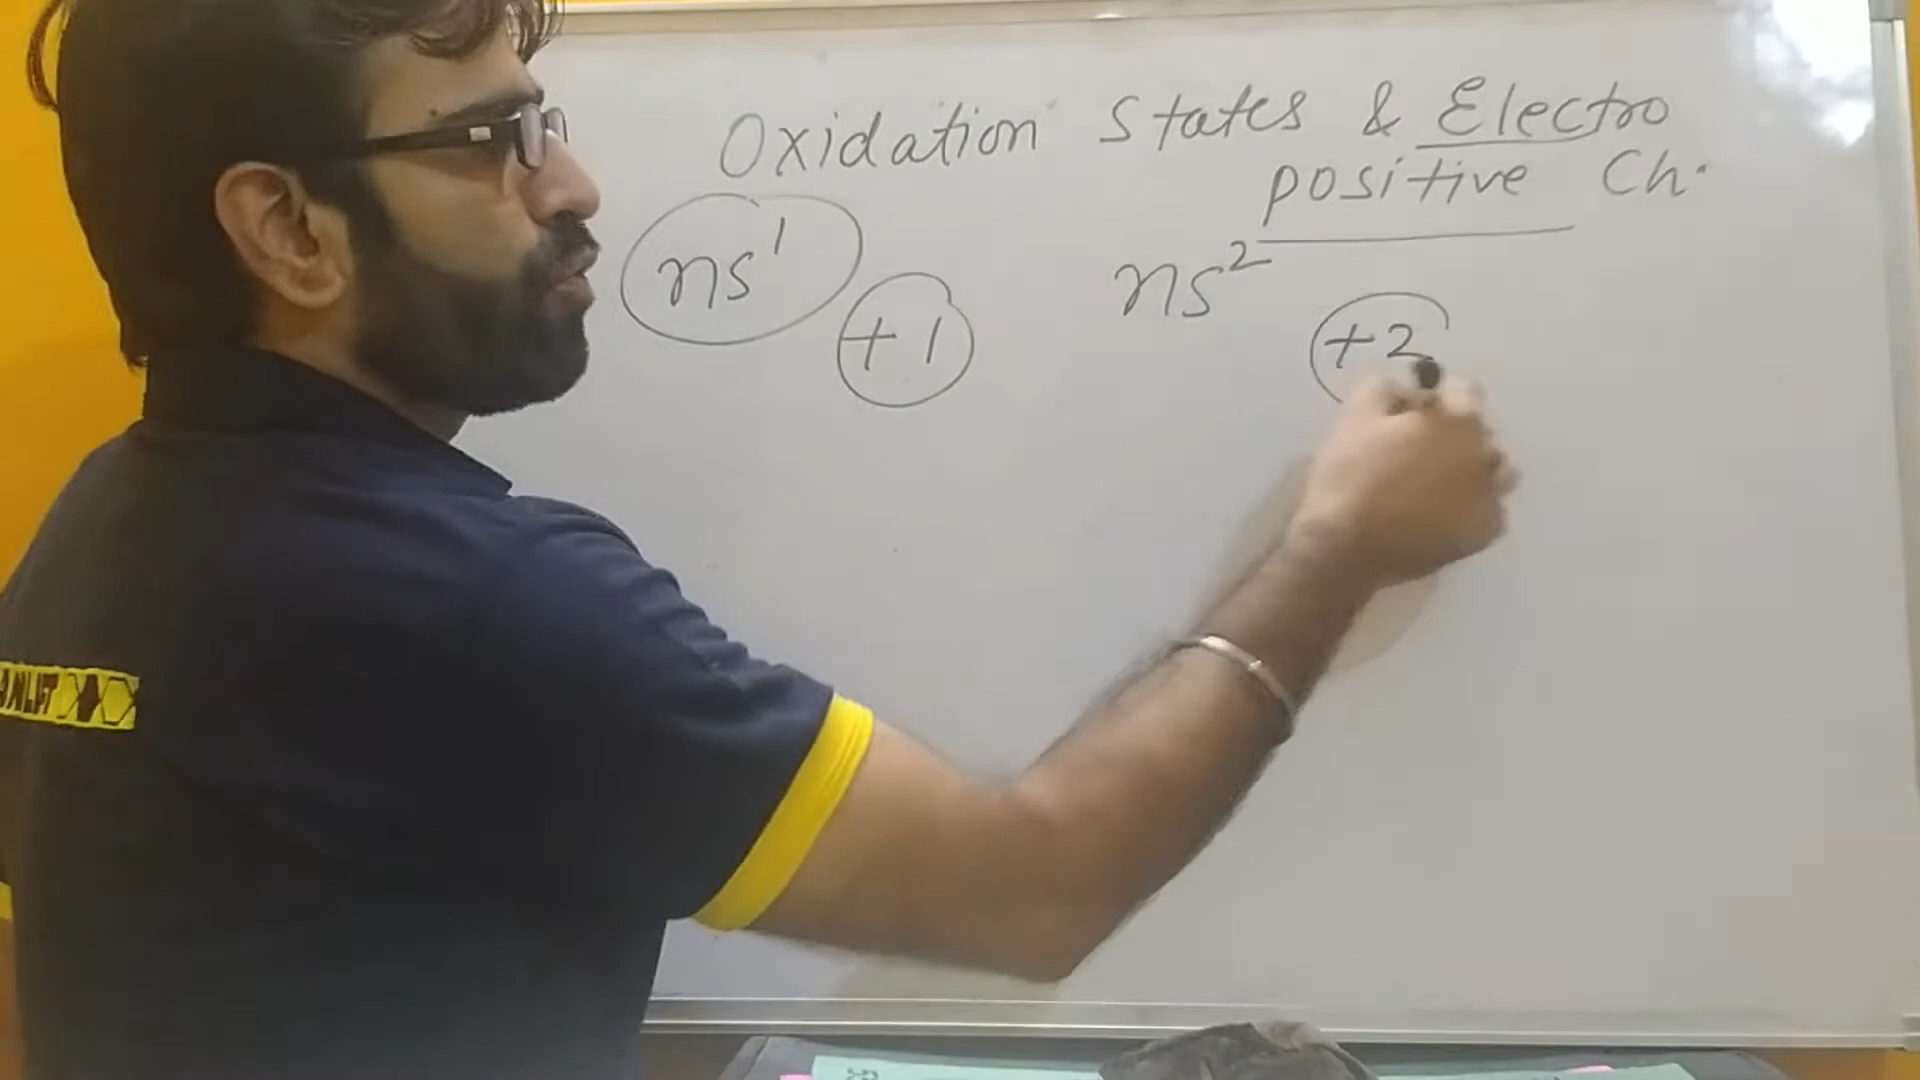 Oxidation States & Electro
positive Ch.
ns¹ ns²
+1 +2